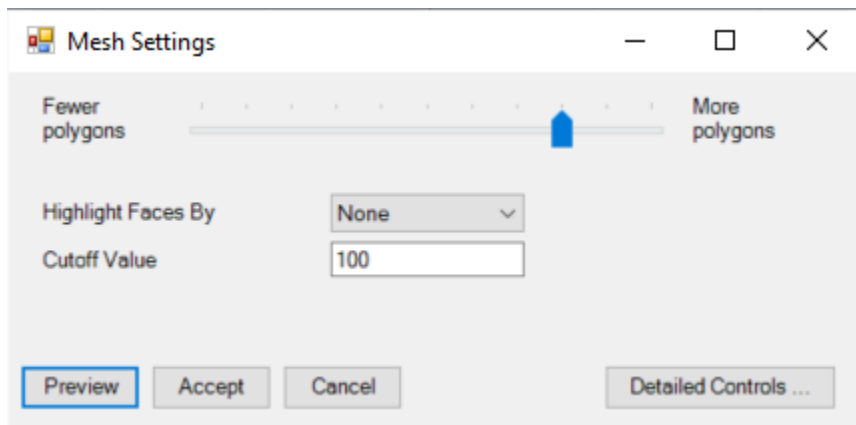 Mesh Settings
Fewer
polygons
More
polygons
Highlight Faces By
None
Cutoff Value
100
Preview
Accept
Cancel
Detailed Controls ...